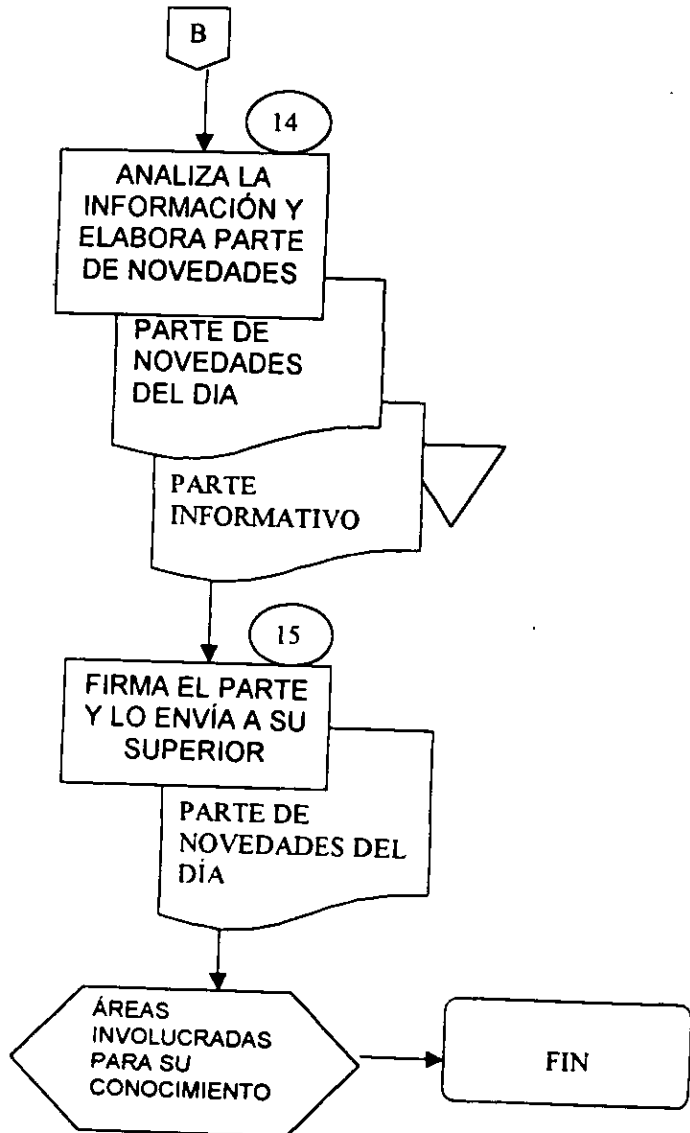 B
14
ANALIZA LA
INFORMACIÓN Y
ELABORA PARTE
DE NOVEDADES
PARTE DE
NOVEDADES
DEL DIA
PARTE
INFORMATIVO
15
FIRMA EL PARTE
Y LO ENVÍA A SU
SUPERIOR
PARTE DE
NOVEDADES DEL
DÍA
ÁREAS
INVOLUCRADAS
PARA SU
CONOCIMIENTO
FIN